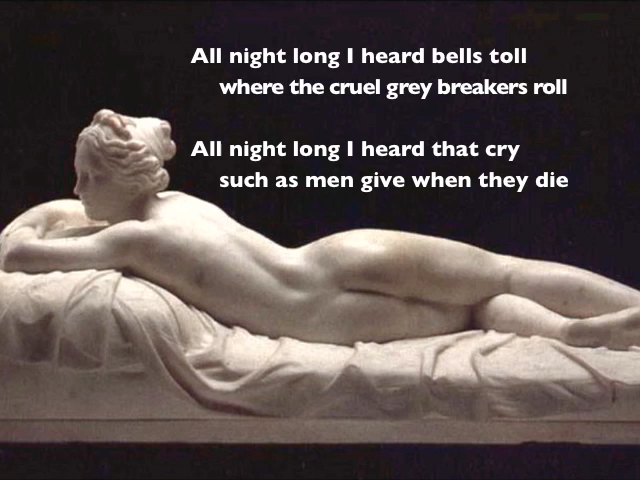 All night long I heard bells toll
where the cruel grey breakers roll
All night long I heard that cry
such as men give when they die